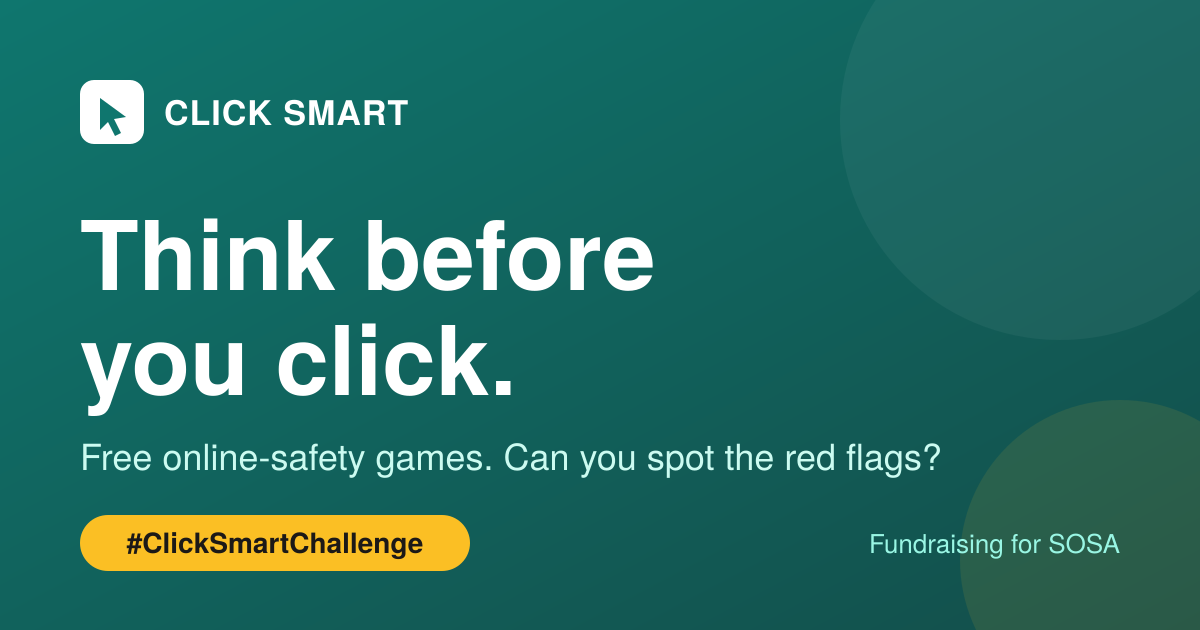 CLICK SMART
Think before
you click.
Free online-safety games. Can you spot the red flags?
#ClickSmartChallenge
Fundraising for SOSA